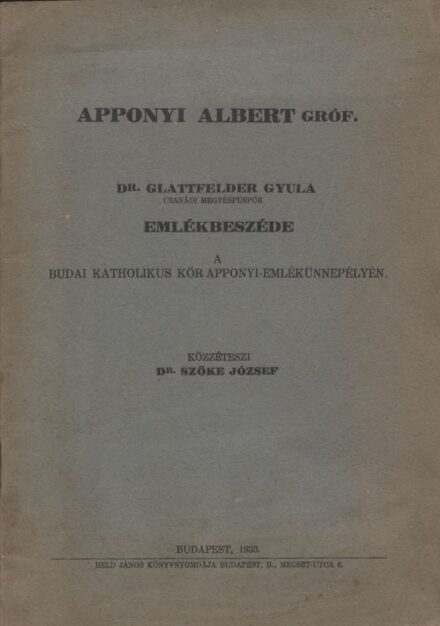 APPONYI ALBERT GRÓF.
DR. GLATTFELDER GYULA
CSANÁDI MEGYÉSPÜSPÖK
EMLÉKBESZÉDE
A
BUDAI KATHOLIKUS KÖR APPONYI-EMLÉKÜNNEPÉLYÉN.
KÖZZÉTESZI
DR. SZŐKE JÓZSEF
BUDAPEST, 1933.
HELD JÁNOS KÖNYVNYOMDÁJA BUDAPEST, II., MECSET-UTCA 8.